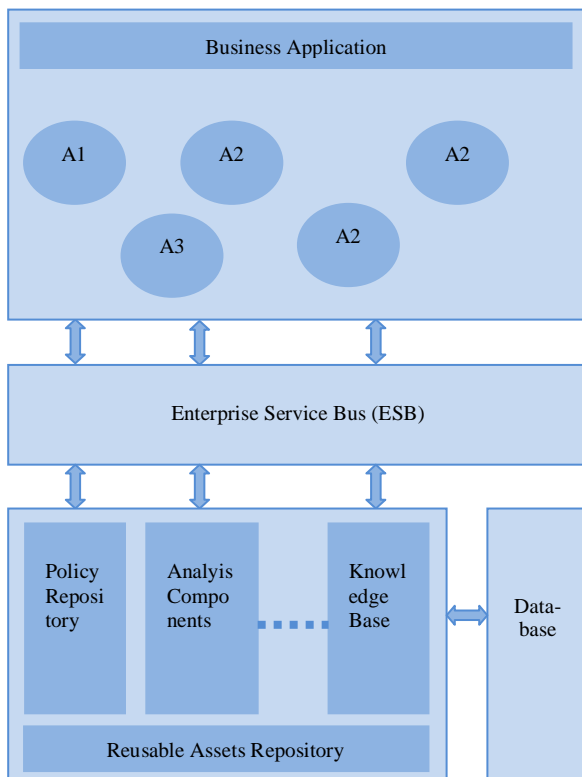 Business Application
A1
A2
A2
A3
A2
Enterprise Service Bus (ESB)
Policy
Reposi
tory
Analyis
Compo
nents
Knowl
edge
Base
Data-
base
Reusable Assets Repository